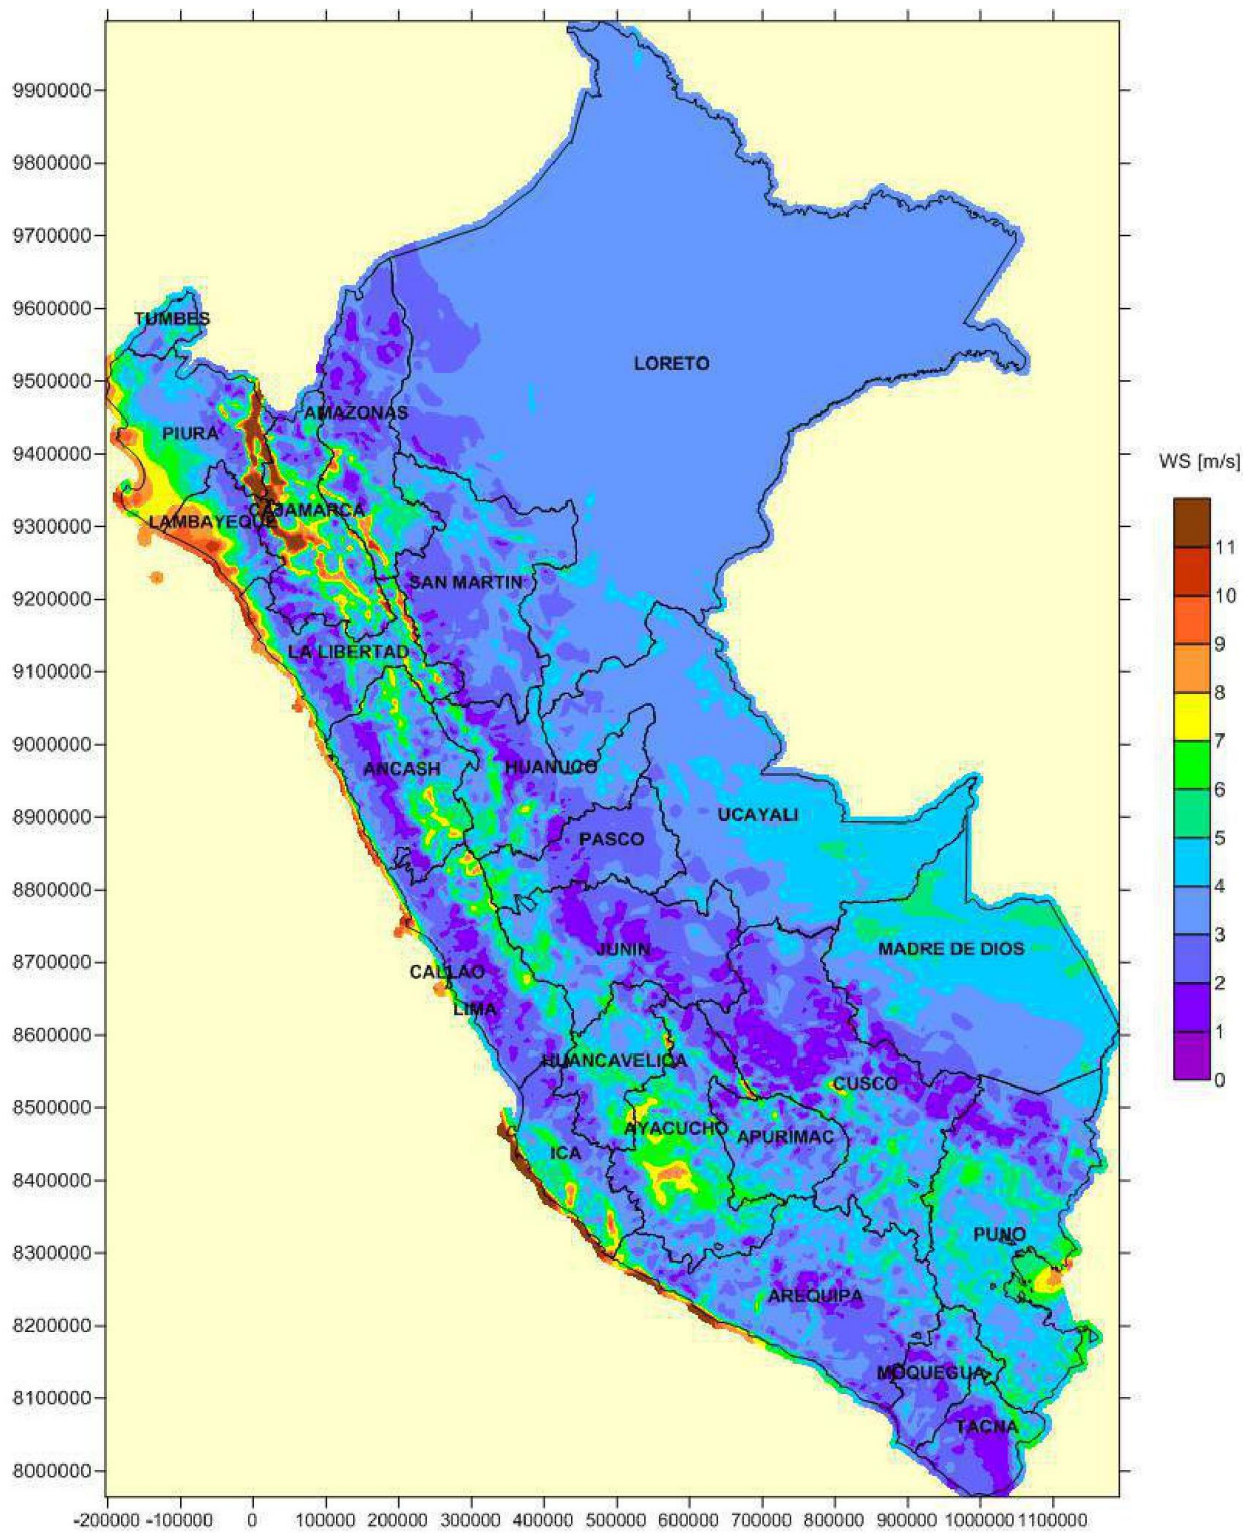 9900000
9800000
9700000
9600000
TUMBES
LORETO
9500000
AMAZONAS
PIURA
9400000
WS [m/s]
CAJAMARCA
9300000
LAMBAYEQUE
11
SAN MARTIN
10
9200000
9
LA LIBERTAD
8
9100000
7
9000000
ANCASH
HUANUCO
6
UCAYALI
8900000
PASCO
5
8800000
4
JUNIN
MADRE DE DIOS
3
8700000
CALLAO
2
LIMA
8600000
1
HUANCAVELICA
CUSCO
0
8500000
AYACUCHO
APURIMAC
ICA
8400000
PUNO
8300000
AREQUIPA
8200000
MOQUEGUA
8100000
TACNA
8000000
-200000 -100000 0 100000 200000 300000 400000 500000 600000 700000 800000 900000 1000000 1100000